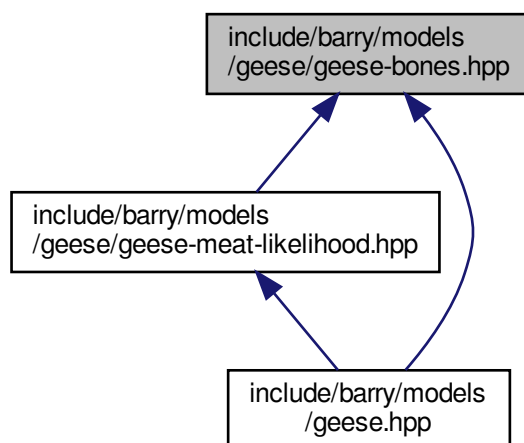 include/barry/models
/geese/geese-bones.hpp
include/barry/models
/geese/geese-meat-likelihood.hpp
include/barry/models
/geese.hpp